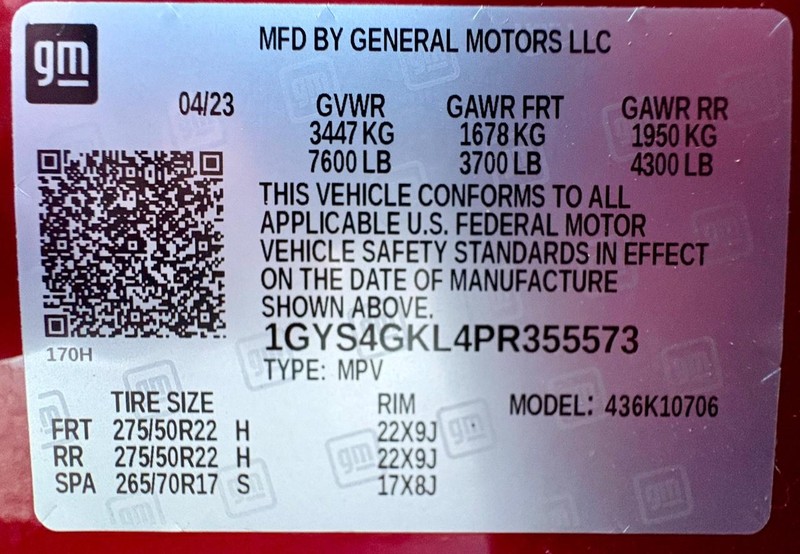 gm
MFD BY GENERAL MOTORS LLC
04/23 GVWR GAWR FRT GAWR RR
3447 KG 1678 KG 1950 KG
7600 LB 3700 LB 4300 LB
THIS VEHICLE CONFORMS TO ALL
APPLICABLE U.S. FEDERAL MOTOR
VEHICLE SAFETY STANDARDS IN EFFECT
ON THE DATE OF MANUFACTURE
SHOWN ABOVE.
1GYS4GKL4PR355573
170H
TYPE: MPV
TIRE SIZE RIM MODEL: 436K10706
FRT 275/50R22 H 22X9J
RR 275/50R22 H 22X9J
SPA 265/70R17 S 17X8J